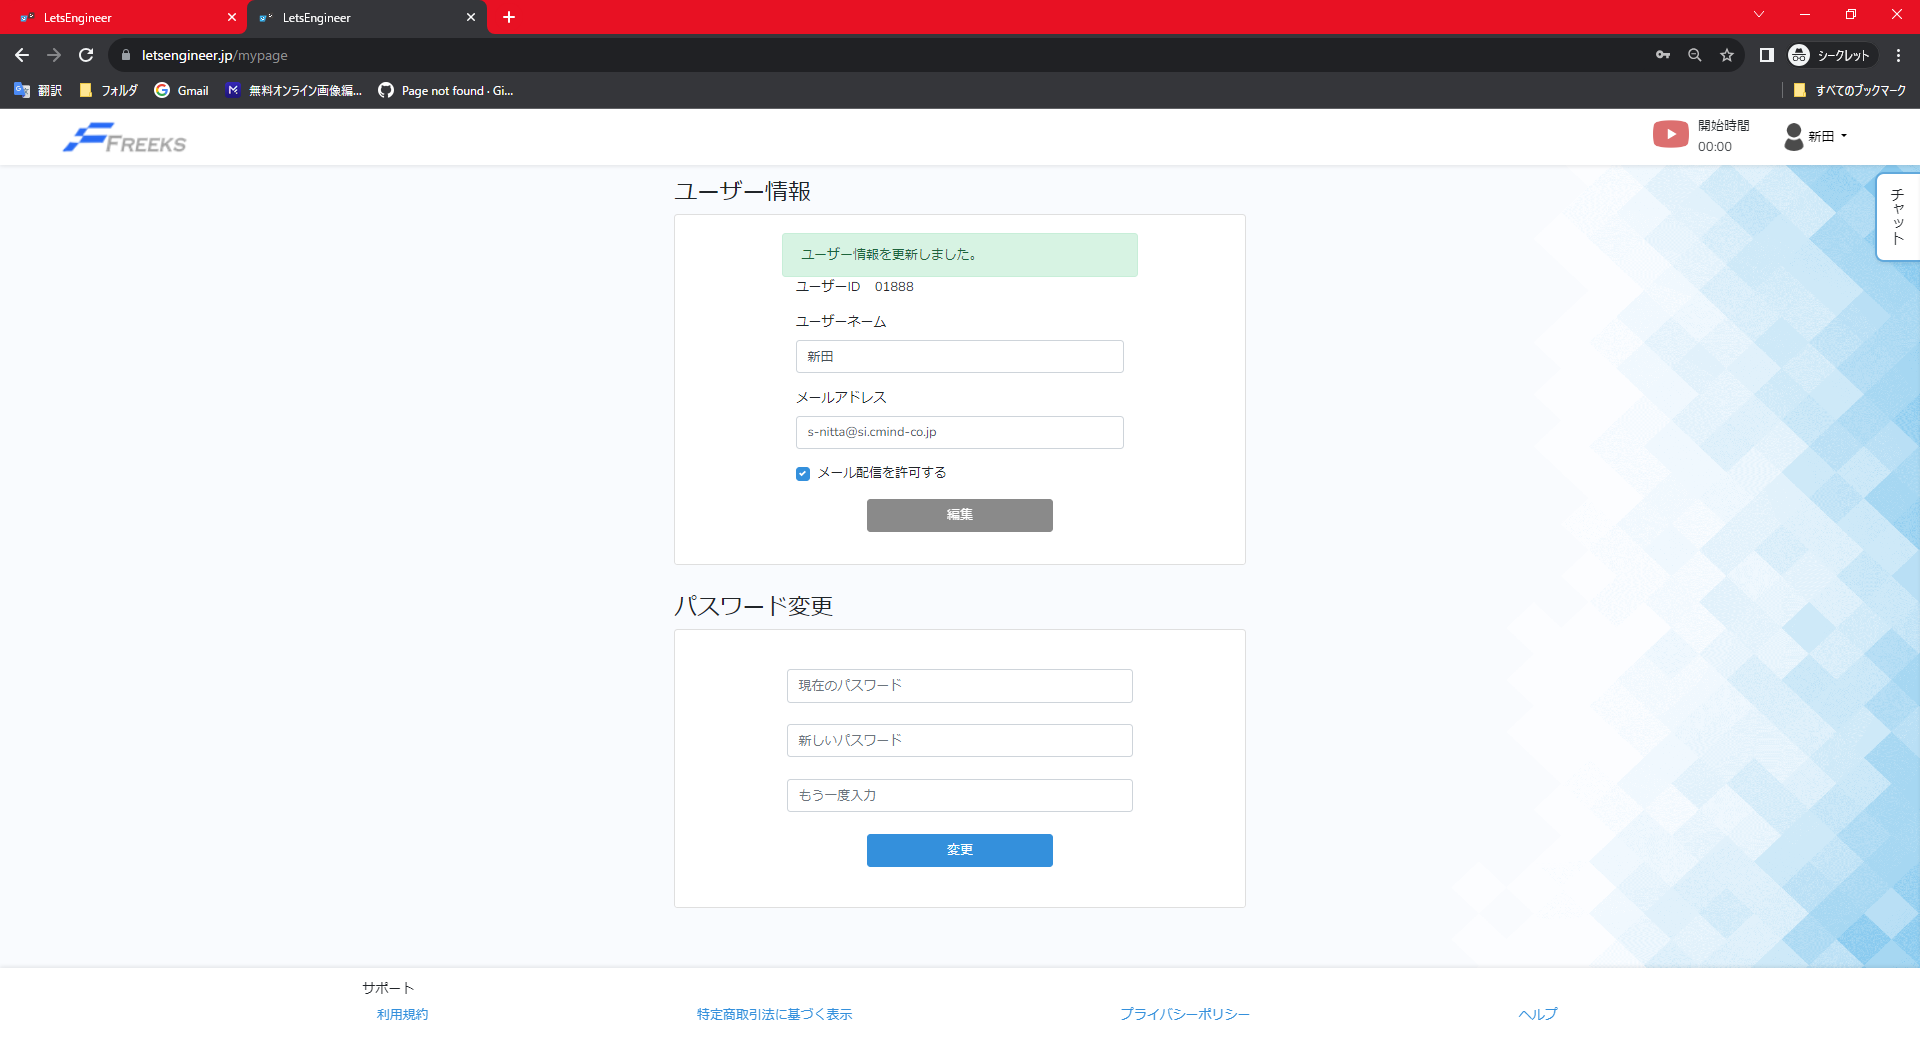 LetsEngineer
LetsEngineer
letsengineer.jp/mypage
シークレット
翻訳
フォルダ
Gmail
無料オンライン画像編...
Page not found · Gi...
すべてのブックマーク
FREEKS
開始時間
00:00
新田
チャット
ユーザー情報
ユーザー情報を更新しました。
ユーザーID 01888
ユーザーネーム
新田
メールアドレス
s-nitta@si.cmind-co.jp
メール配信を許可する
編集
パスワード変更
現在のパスワード
新しいパスワード
もう一度入力
変更
サポート
利用規約
特定商取引法に基づく表示
プライバシーポリシー
ヘルプ